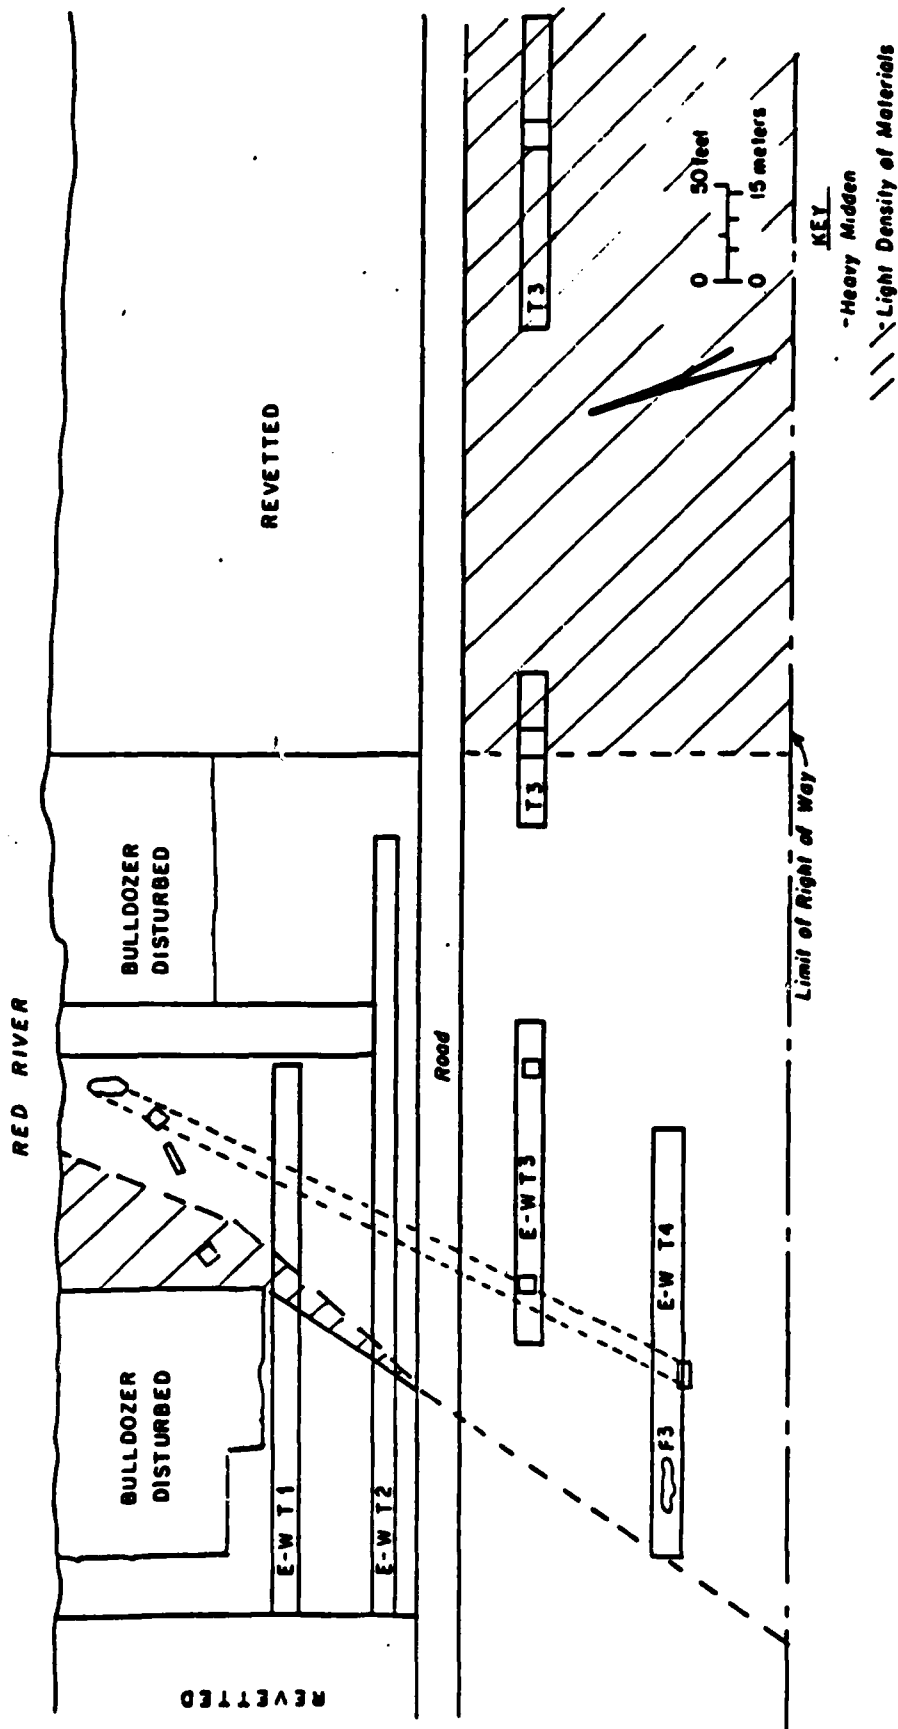 RED RIVER
REVETTED
BULLDOZER
DISTURBED
BULLDOZER
DISTURBED
REVETTED
E-W T1
E-W T2
Road
E-W T3
T3
T3
E-W T4
F3
Limit of Right of Way
0 50 feet
0 15 meters
KEY
-Heavy Midden
-Light Density of Materials